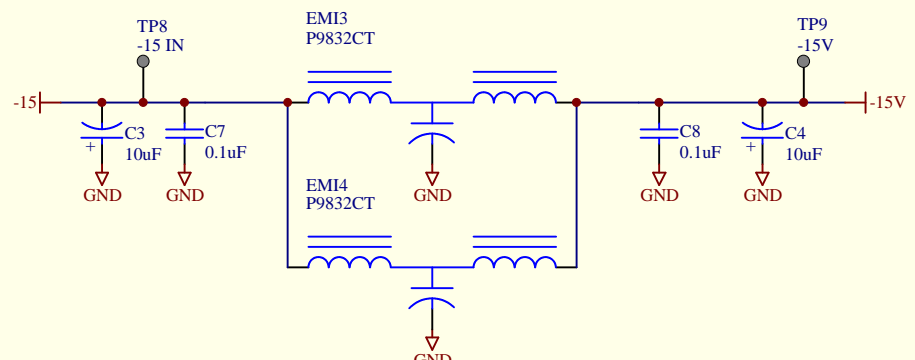 EMI3
P9832CT
TP8
-15 IN
TP9
-15V
-15
-15V
C3
10uF
+
C7
0.1uF
C8
0.1uF
C4
10uF
+
GND
GND
GND
GND
GND
EMI4
P9832CT
GND